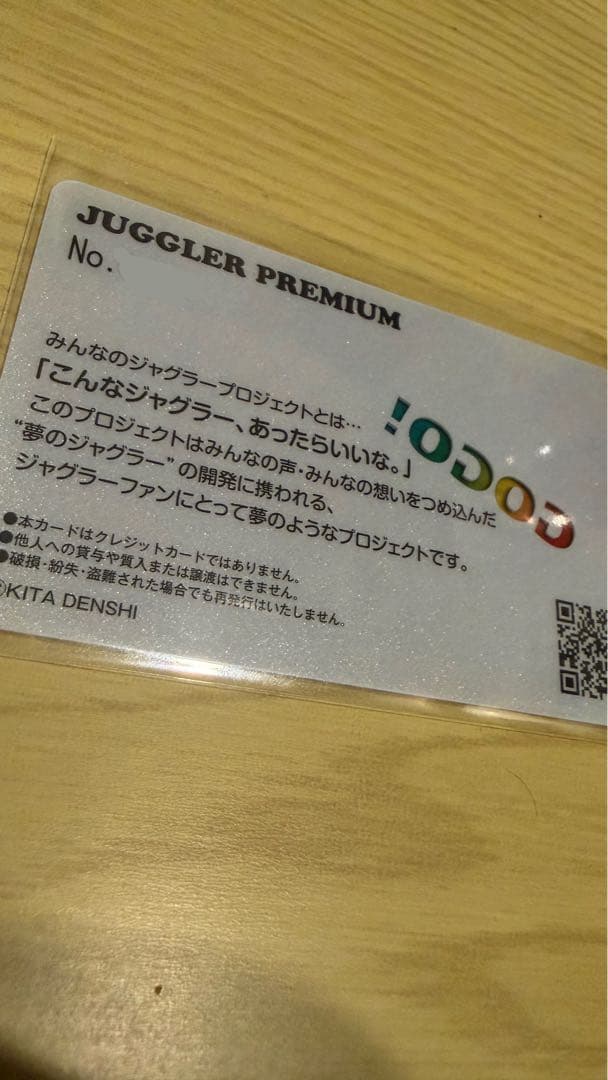 JUGGLER PREMIUM
No.
みんなのジャグラープロジェクトとは…
「こんなジャグラー、あったらいいな。」
このプロジェクトはみんなの声・みんなの想いをつめ込んだ
“夢のジャグラー”の開発に携われる、
ジャグラーファンにとって夢のようなプロジェクトです。
GOGO!
●本カードはクレジットカードではありません。
●他人への貸与や質入または譲渡はできません。
●破損・紛失・盗難された場合でも再発行はいたしません。
©KITA DENSHI